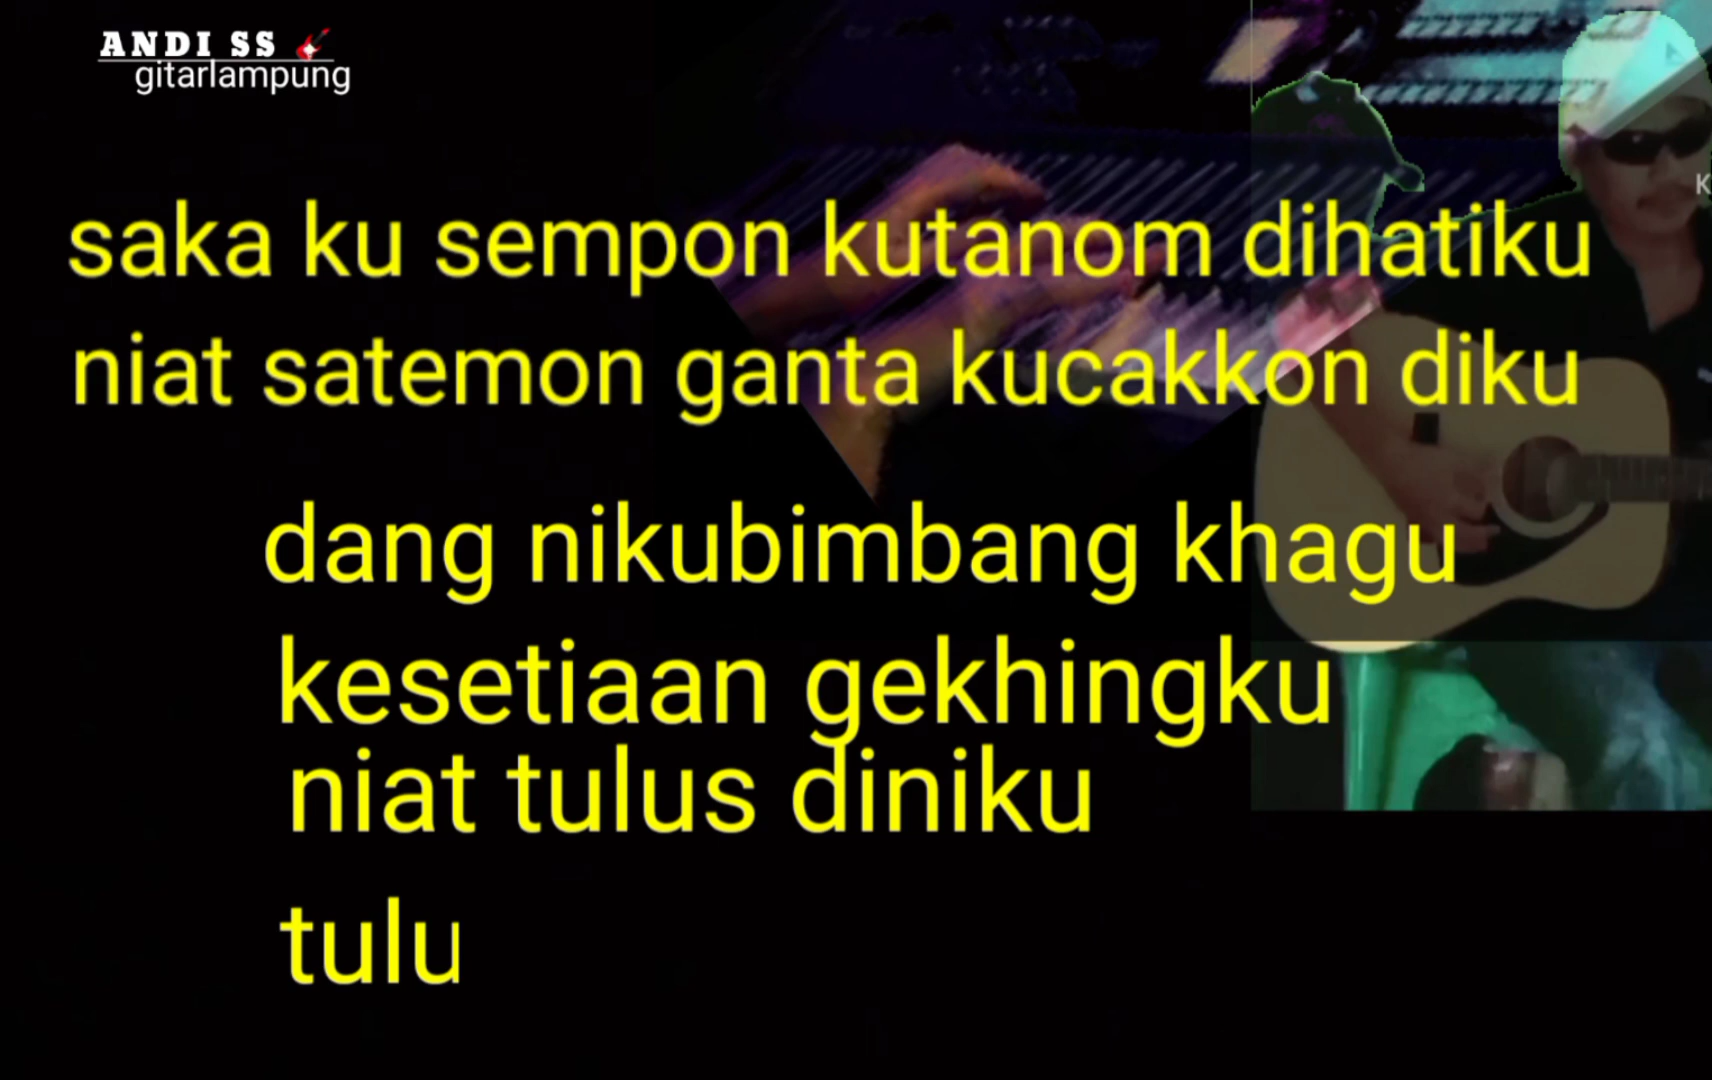 ANDI SS
gitarlampung
saka ku sempon kutanom dihatiku
niat satemon ganta kucakkon diku
dang nikubimbang khagu
kesetiaan gekhingku
niat tulus diniku
tulu
K